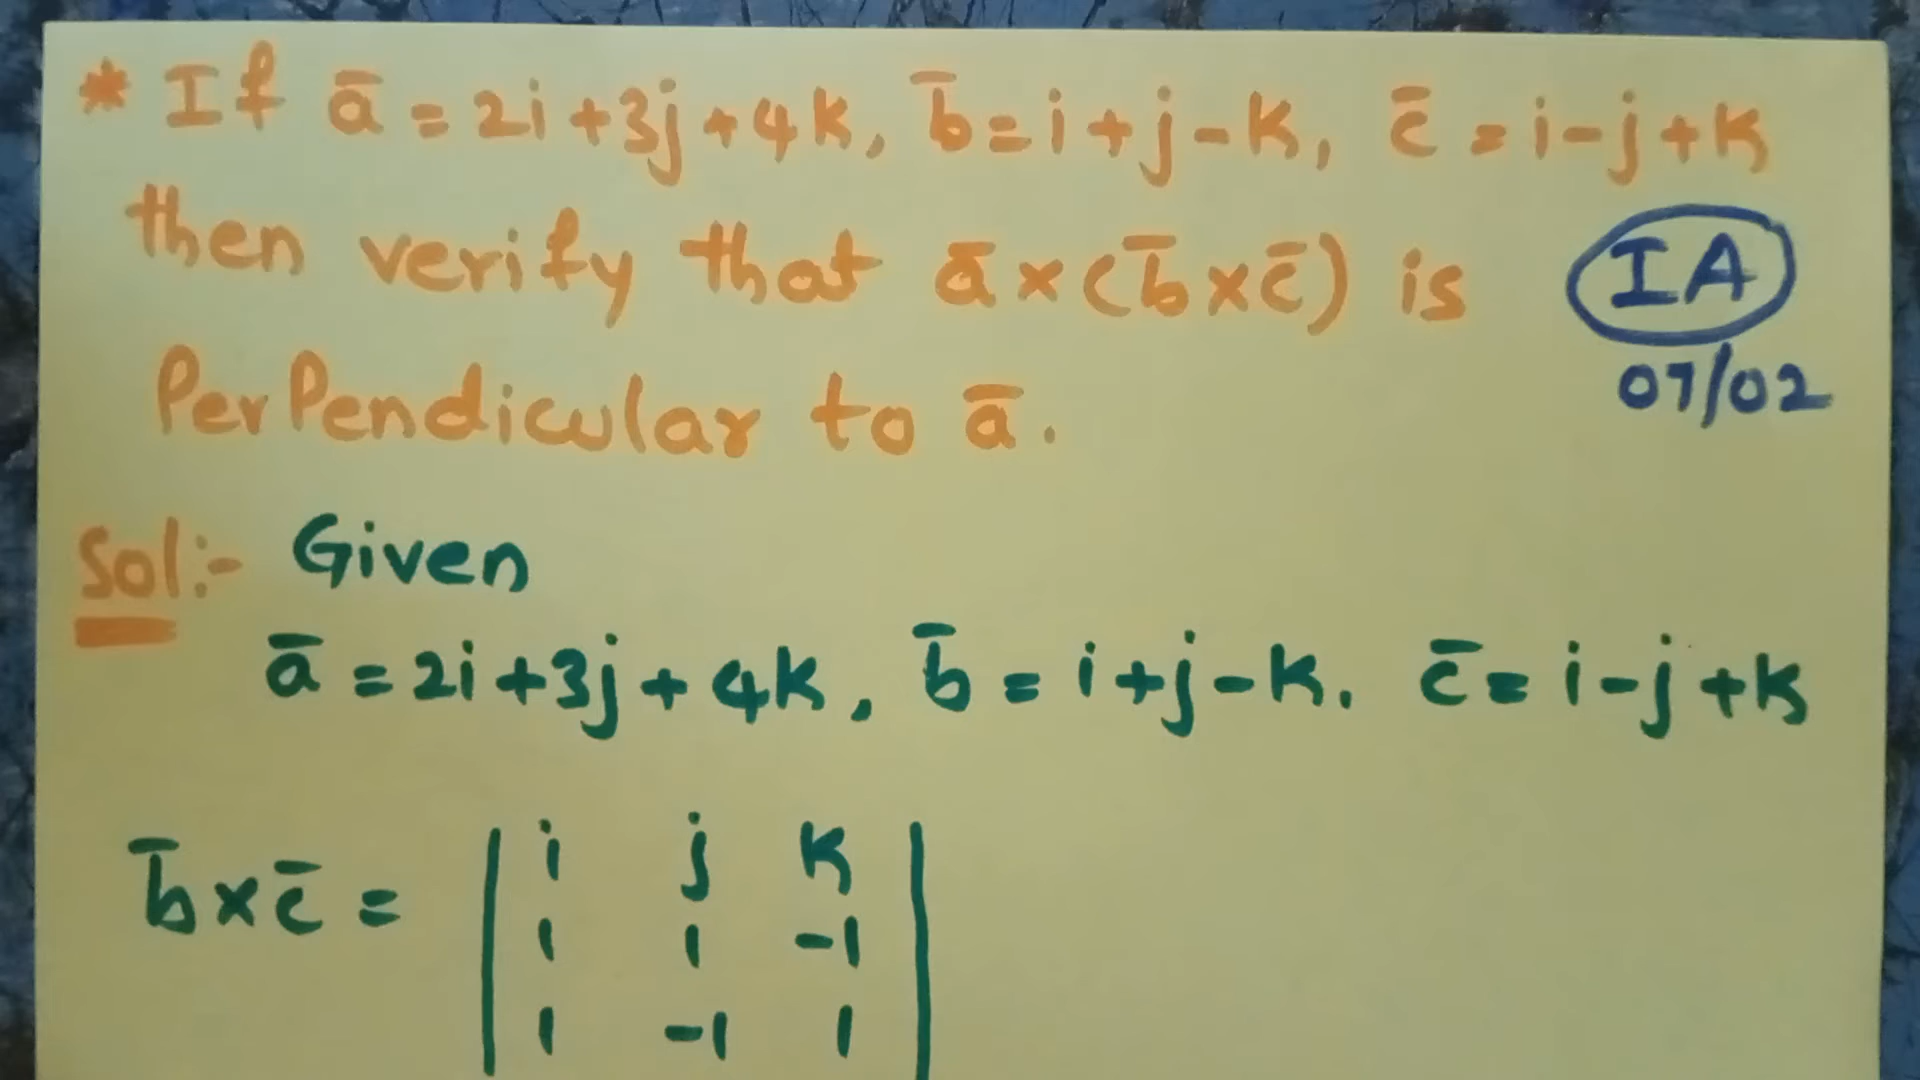 * If ā = 2i+3j+4k, b̄ = i+j-k, c̄ = i-j+k
then verify that ā×(b̄×c̄) is
Perpendicular to ā.
IA
07/02
Sol:- Given
ā = 2i+3j+4k, b̄ = i+j-k. c̄ = i-j+k
b̄×c̄ = | i j k |
| 1 1 -1 |
| 1 -1 1 |